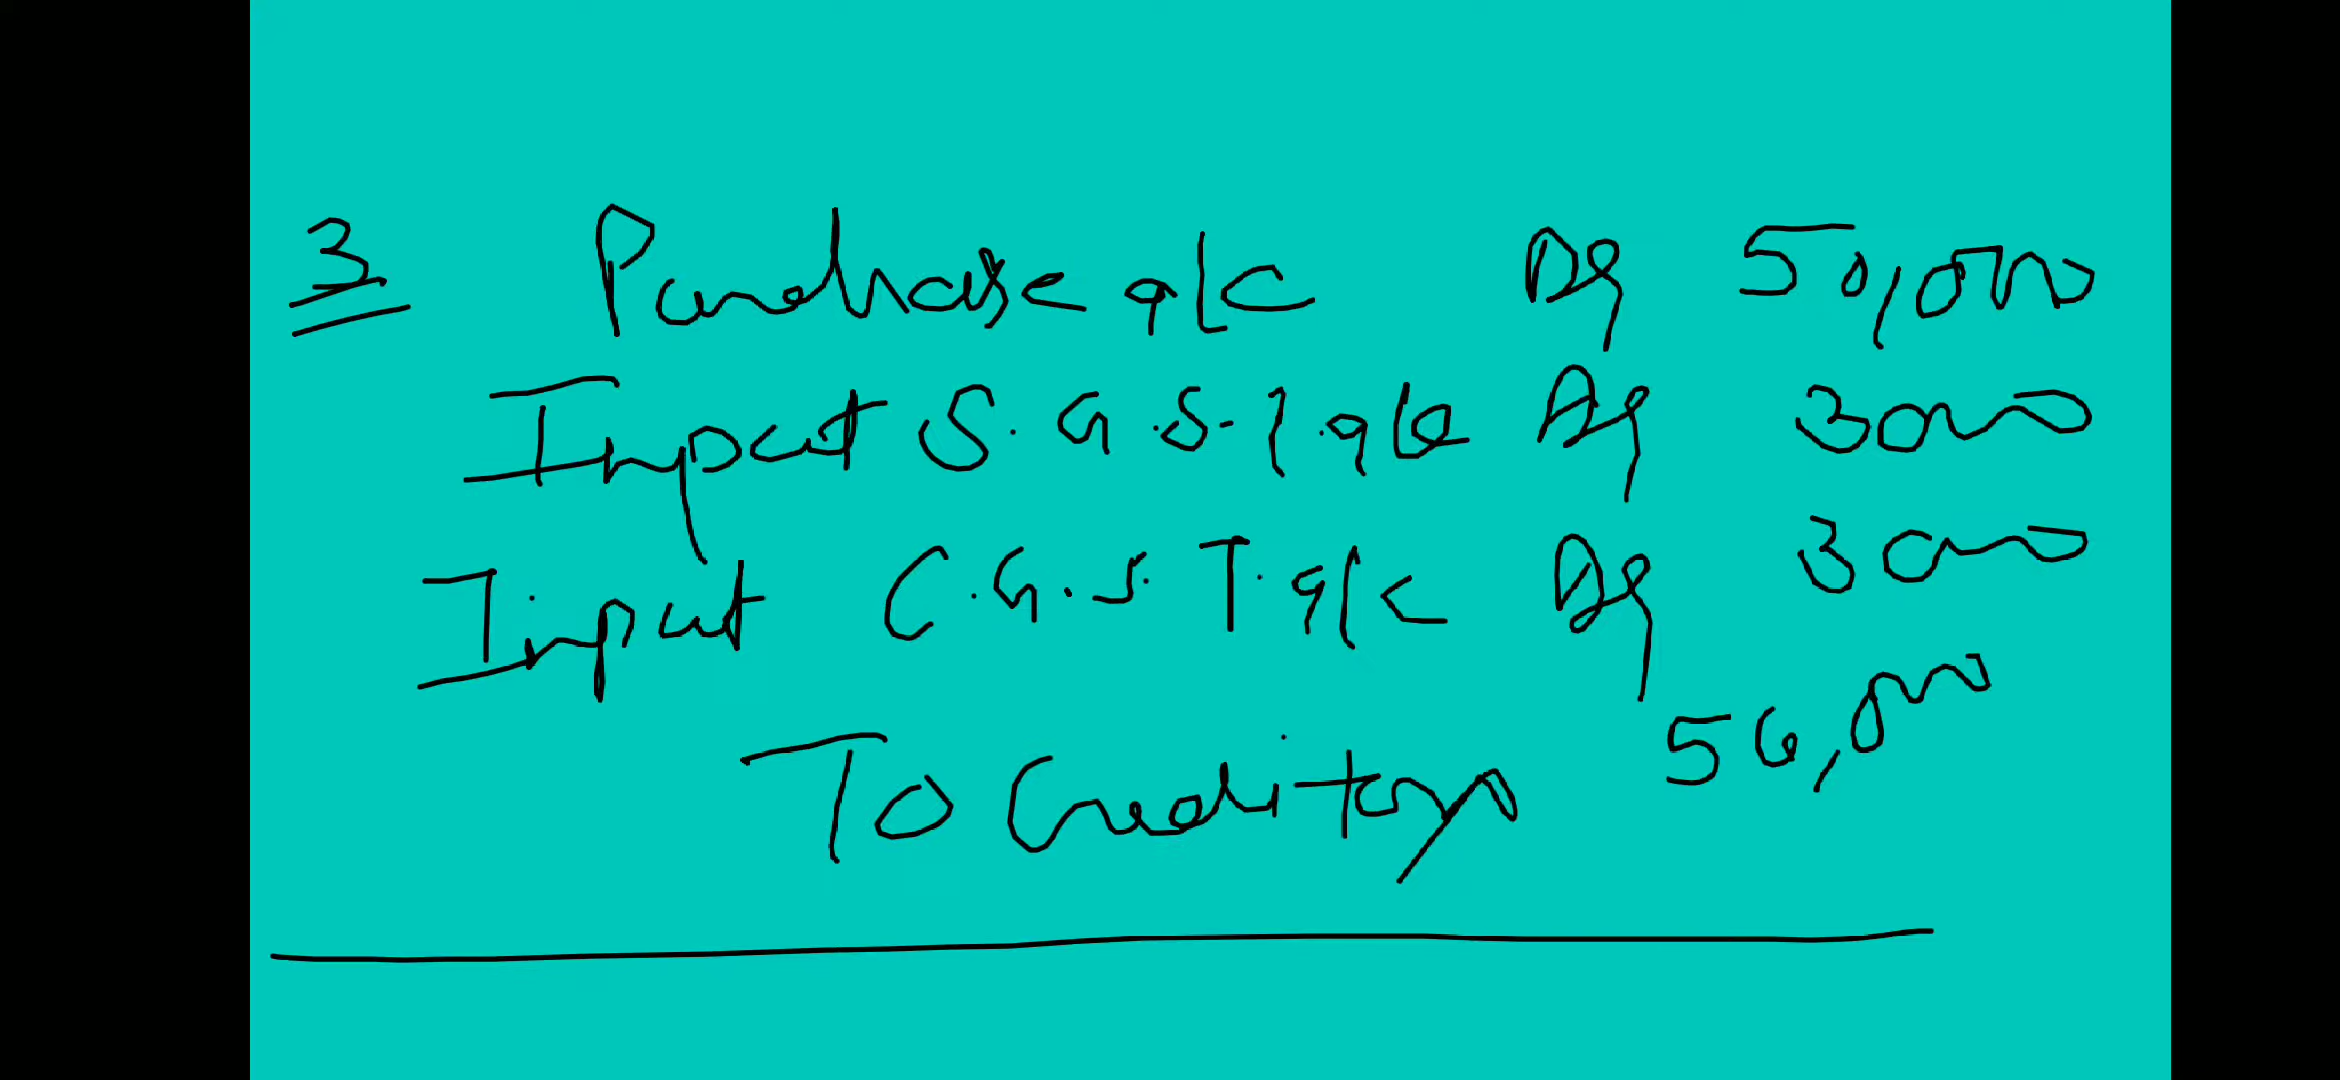 3 Purchase a/c Dr 50,000
Input S.G.S.T. a/c Dr 3000
Input C.G.S.T. a/c Dr 3000
To Creditors 56,000